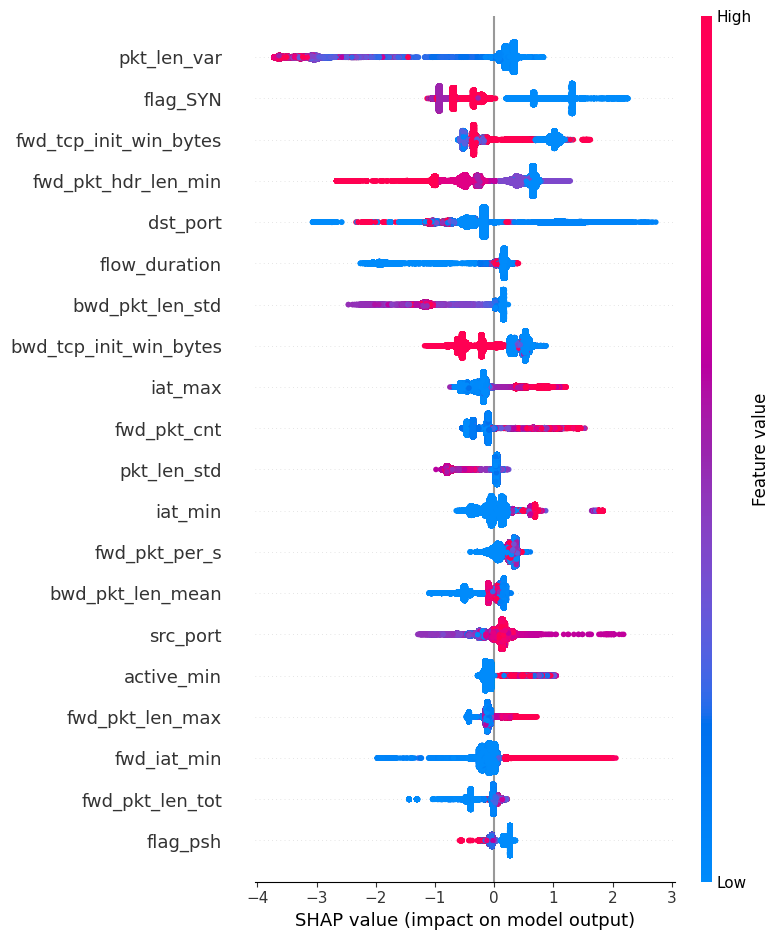 High
pkt_len_var
flag_SYN
fwd_tcp_init_win_bytes
fwd_pkt_hdr_len_min
dst_port
flow_duration
bwd_pkt_len_std
bwd_tcp_init_win_bytes
iat_max
fwd_pkt_cnt
pkt_len_std
iat_min
fwd_pkt_per_s
bwd_pkt_len_mean
src_port
active_min
fwd_pkt_len_max
fwd_iat_min
fwd_pkt_len_tot
flag_psh
Feature value
Low
−4 −3 −2 −1 0 1 2 3
SHAP value (impact on model output)